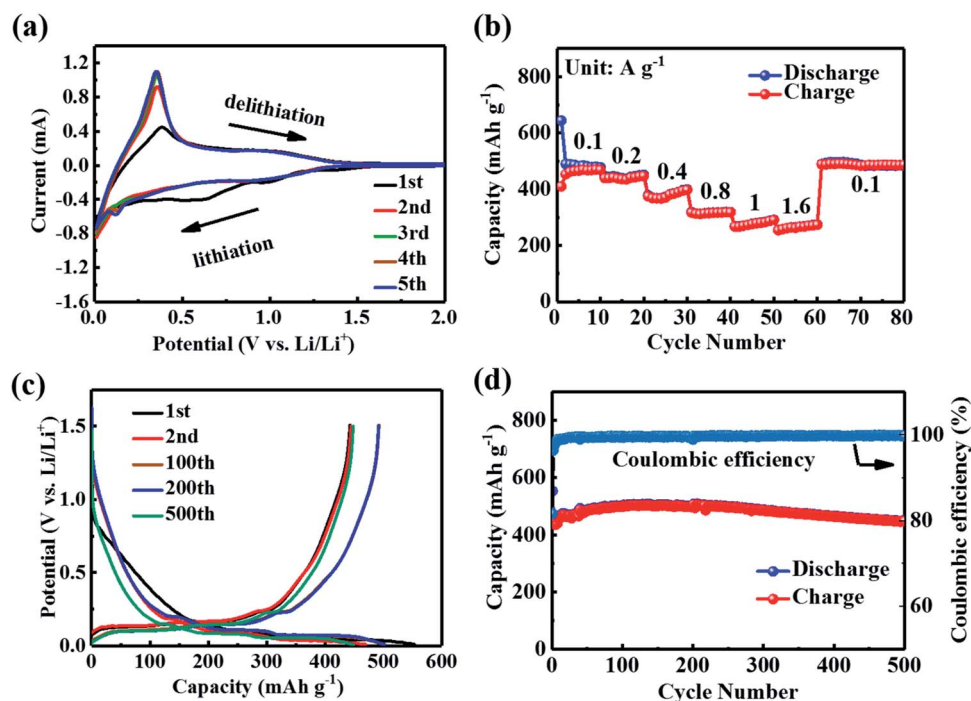 (a)
1.2
0.8
0.4
0.0
-0.4
-0.8
-1.2
-1.6
Current (mA)
delithiation
lithiation
1st
2nd
3rd
4th
5th
0.0 0.5 1.0 1.5 2.0
Potential (V vs. Li/Li⁺)
(b)
800
600
400
200
0
Capacity (mAh g⁻¹)
Unit: A g⁻¹
Discharge
Charge
0.1
0.2
0.4
0.8
1
1.6
0.1
0 10 20 30 40 50 60 70 80
Cycle Number
(c)
1.5
1.0
0.5
0.0
Potential (V vs. Li/Li⁺)
1st
2nd
100th
200th
500th
0 100 200 300 400 500 600
Capacity (mAh g⁻¹)
(d)
800
600
400
200
0
Capacity (mAh g⁻¹)
Coulombic efficiency
Discharge
Charge
100
80
60
Coulombic efficiency (%)
0 100 200 300 400 500
Cycle Number